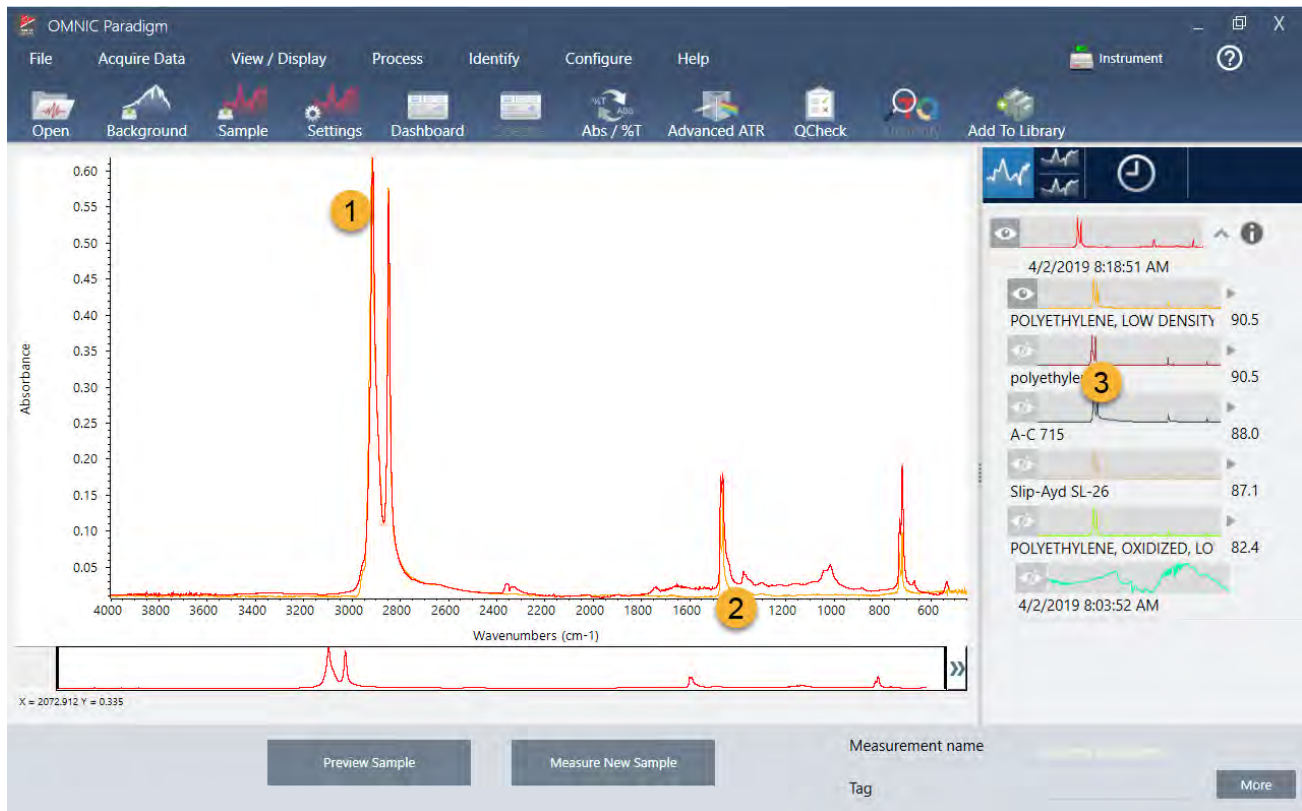 OMNIC Paradigm
_ X
File Acquire Data View / Display Process Identify Configure Help Instrument ?
%T ABS
Open Background Sample Settings Dashboard Abs / %T Advanced ATR QCheck Add To Library
0.60
1
0.55
0.50
0.45
0.40
0.35
0.30
0.25
0.20
0.15
0.10
0.05
Absorbance
2
4000 3800 3600 3400 3200 3000 2800 2600 2400 2200 2000 1800 1600 1200 1000 800 600
Wavenumbers (cm-1)
»
X = 2072.912 Y = 0.335
i
4/2/2019 8:18:51 AM
POLYETHYLENE, LOW DENSITY 90.5
3
90.5
A-C 715 88.0
Slip-Ayd SL-26 87.1
POLYETHYLENE, OXIDIZED, LO 82.4
4/2/2019 8:03:52 AM
Preview Sample Measure New Sample
Measurement name
Tag
More